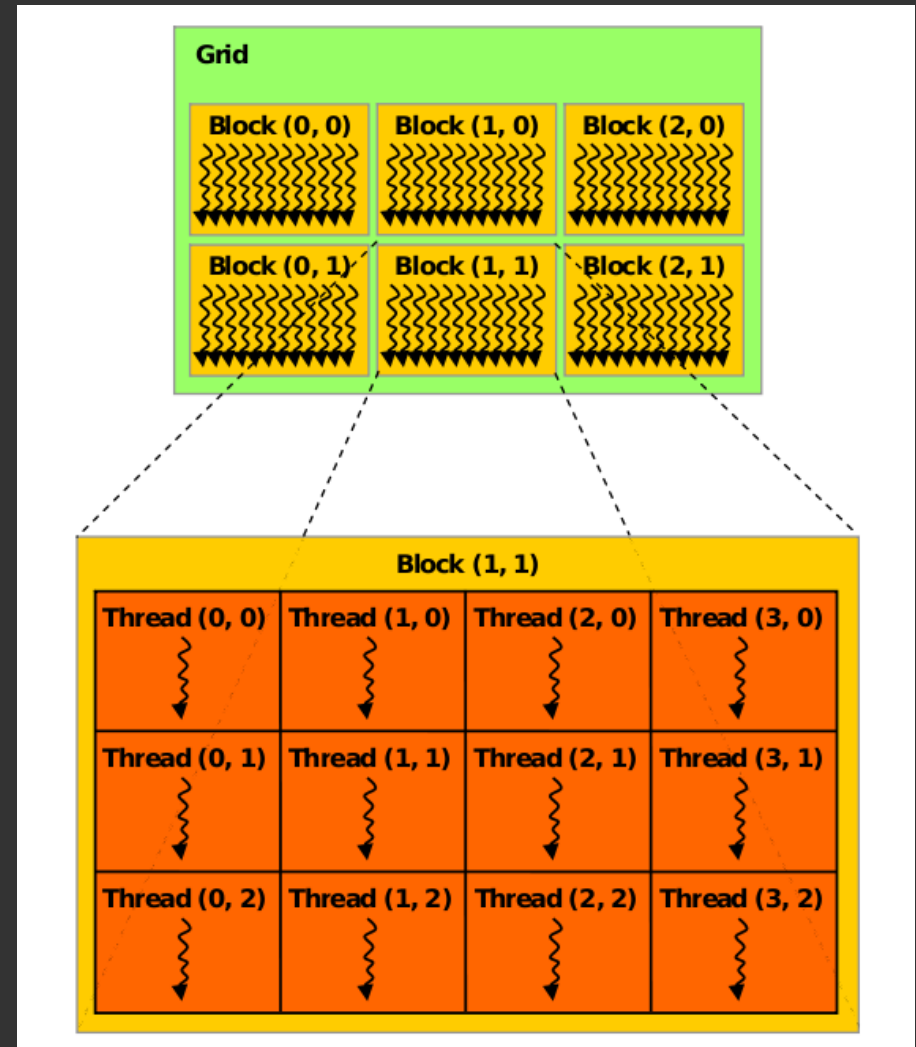 Grid
Block (0, 0) Block (1, 0) Block (2, 0)
Block (0, 1) Block (1, 1) Block (2, 1)
Block (1, 1)
Thread (0, 0) Thread (1, 0) Thread (2, 0) Thread (3, 0)
Thread (0, 1) Thread (1, 1) Thread (2, 1) Thread (3, 1)
Thread (0, 2) Thread (1, 2) Thread (2, 2) Thread (3, 2)